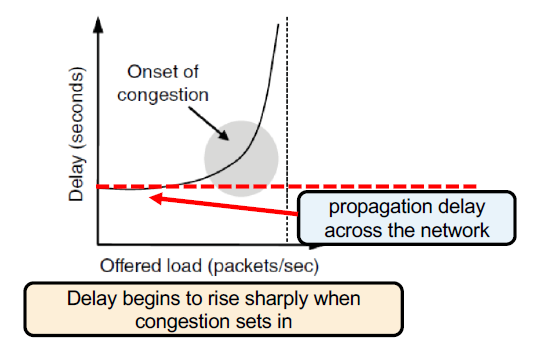 Onset of
congestion
Delay (seconds)
propagation delay
across the network
Offered load (packets/sec)
Delay begins to rise sharply when
congestion sets in